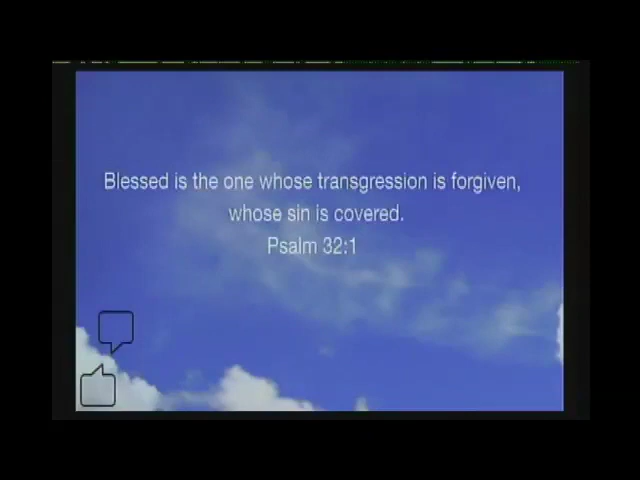 Blessed is the one whose transgression is forgiven,
whose sin is covered.
Psalm 32:1